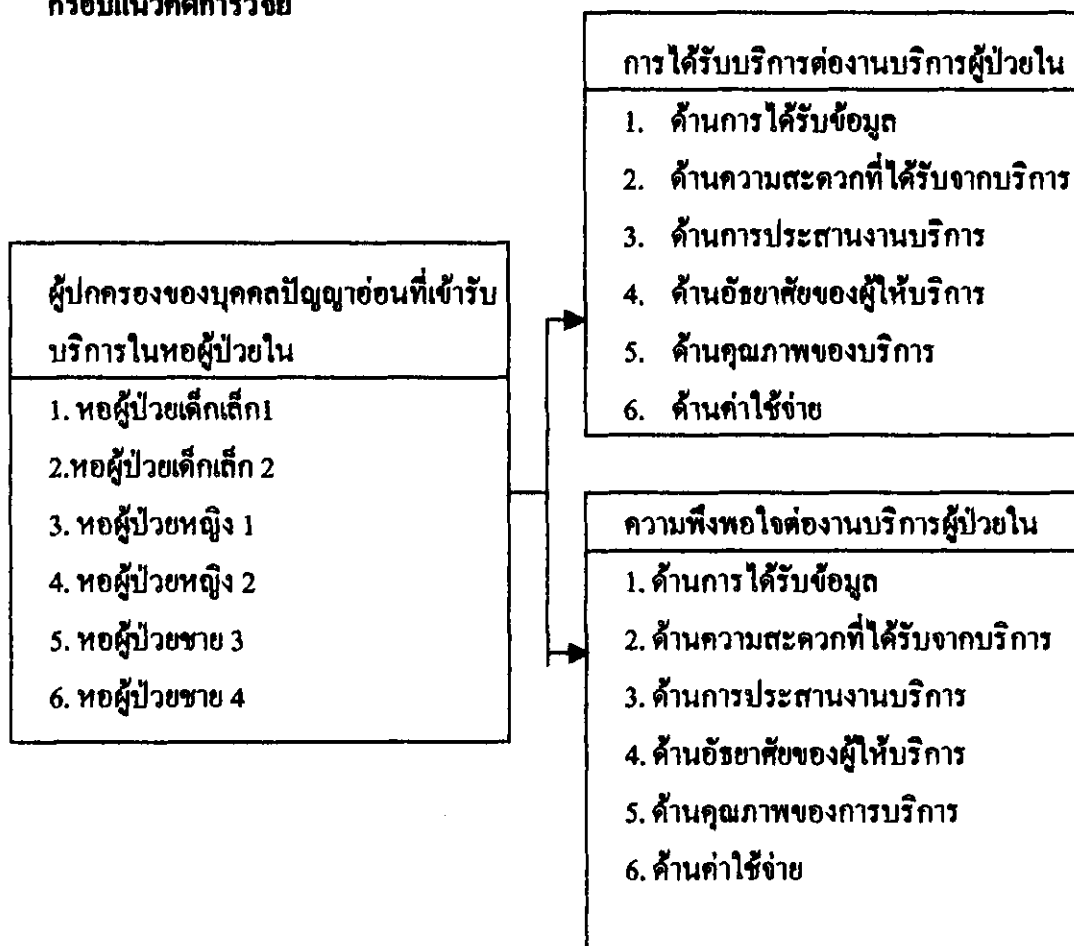 กรอบแนวคิดการวิจัย
การได้รับบริการต่องานบริการผู้ป่วยใน
1. ด้านการได้รับข้อมูล
2. ด้านความสะดวกที่ได้รับจากบริการ
3. ด้านการประสานงานบริการ
4. ด้านอัธยาศัยของผู้ให้บริการ
5. ด้านคุณภาพของบริการ
6. ด้านค่าใช้จ่าย
ผู้ปกครองของบุคคลปัญญาอ่อนที่เข้ารับ
บริการในหอผู้ป่วยใน
1. หอผู้ป่วยเด็กเล็ก1
2.หอผู้ป่วยเด็กเล็ก 2
3. หอผู้ป่วยหญิง 1
4. หอผู้ป่วยหญิง 2
5. หอผู้ป่วยชาย 3
6. หอผู้ป่วยชาย 4
ความพึงพอใจต่องานบริการผู้ป่วยใน
1. ด้านการได้รับข้อมูล
2. ด้านความสะดวกที่ได้รับจากบริการ
3. ด้านการประสานงานบริการ
4. ด้านอัธยาศัยของผู้ให้บริการ
5. ด้านคุณภาพของการบริการ
6. ด้านค่าใช้จ่าย